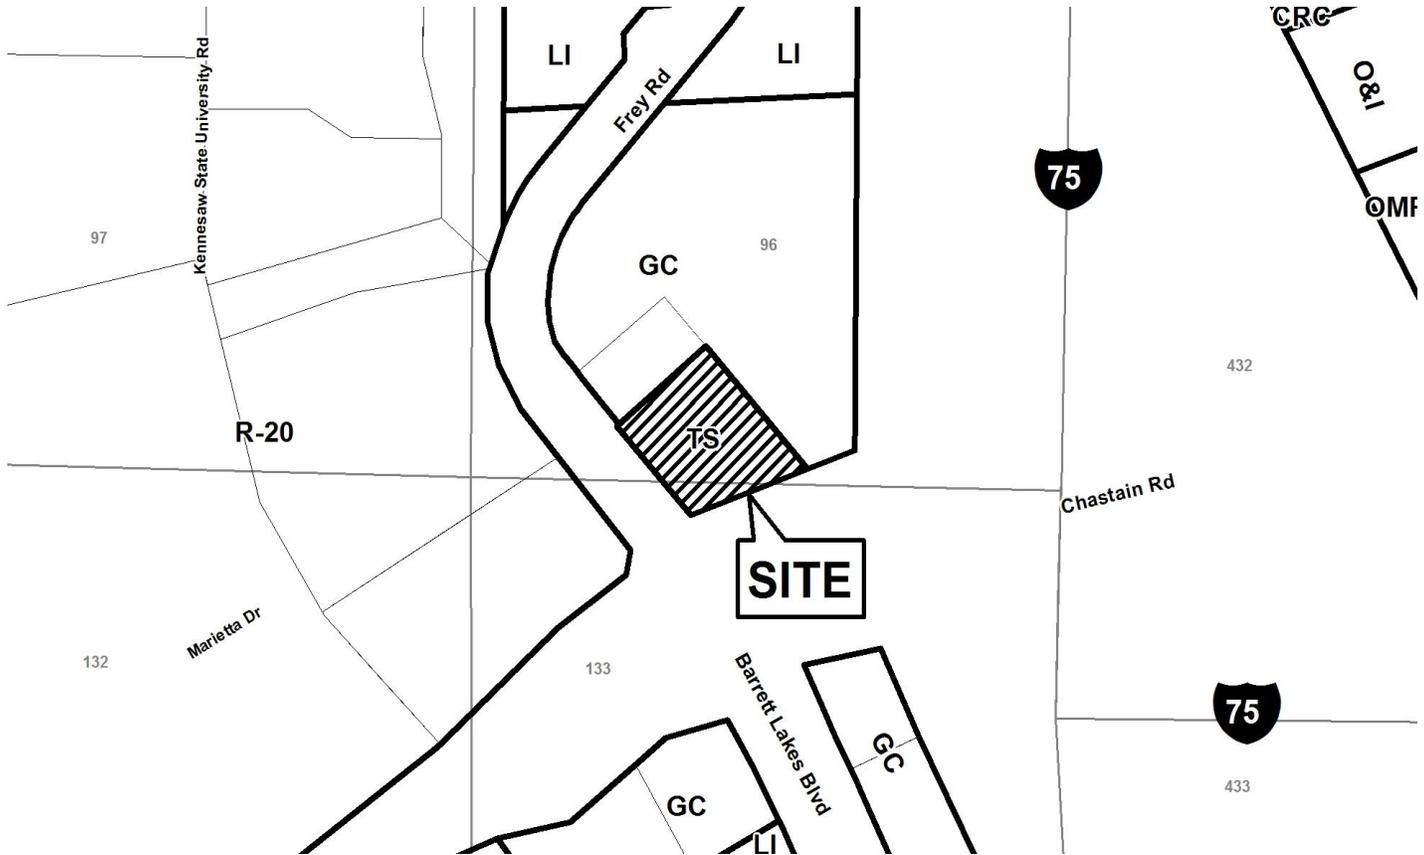 CRC
LI
LI
O&I
Frey Rd
Kennesaw State University Rd
75
OMR
97
96
GC
432
R-20
TS
Chastain Rd
SITE
Marietta Dr
132
133
Barrett Lakes Blvd
75
GC
433
GC
LI